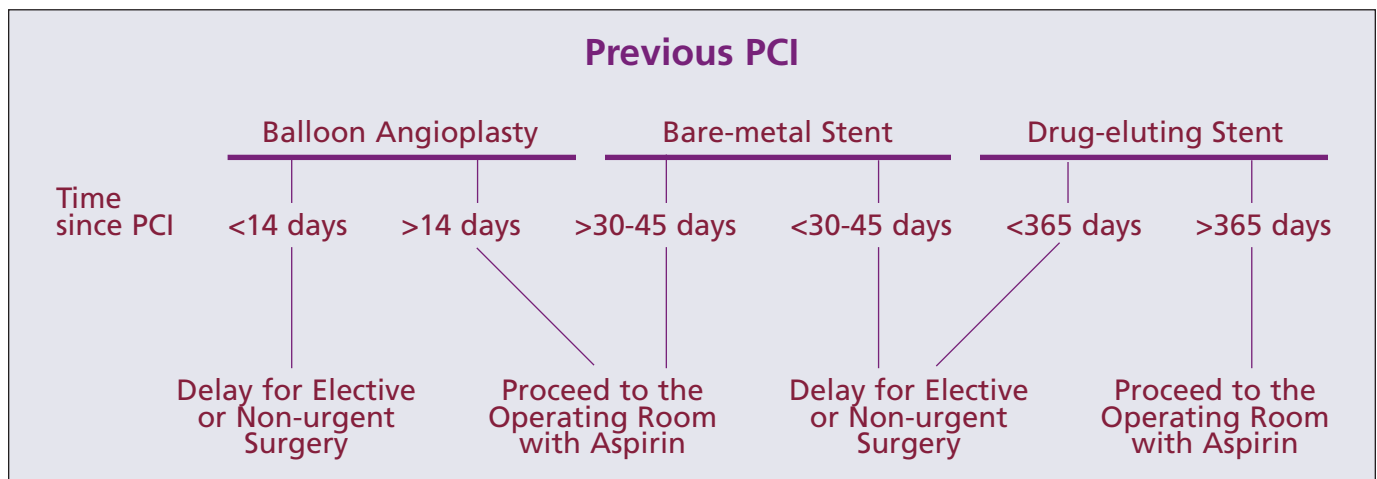 Previous PCI
Balloon Angioplasty
Bare-metal Stent
Drug-eluting Stent
Time
since PCI
<14 days
>14 days
>30-45 days
<30-45 days
<365 days
>365 days
Delay for Elective
or Non-urgent
Surgery
Proceed to the
Operating Room
with Aspirin
Delay for Elective
or Non-urgent
Surgery
Proceed to the
Operating Room
with Aspirin